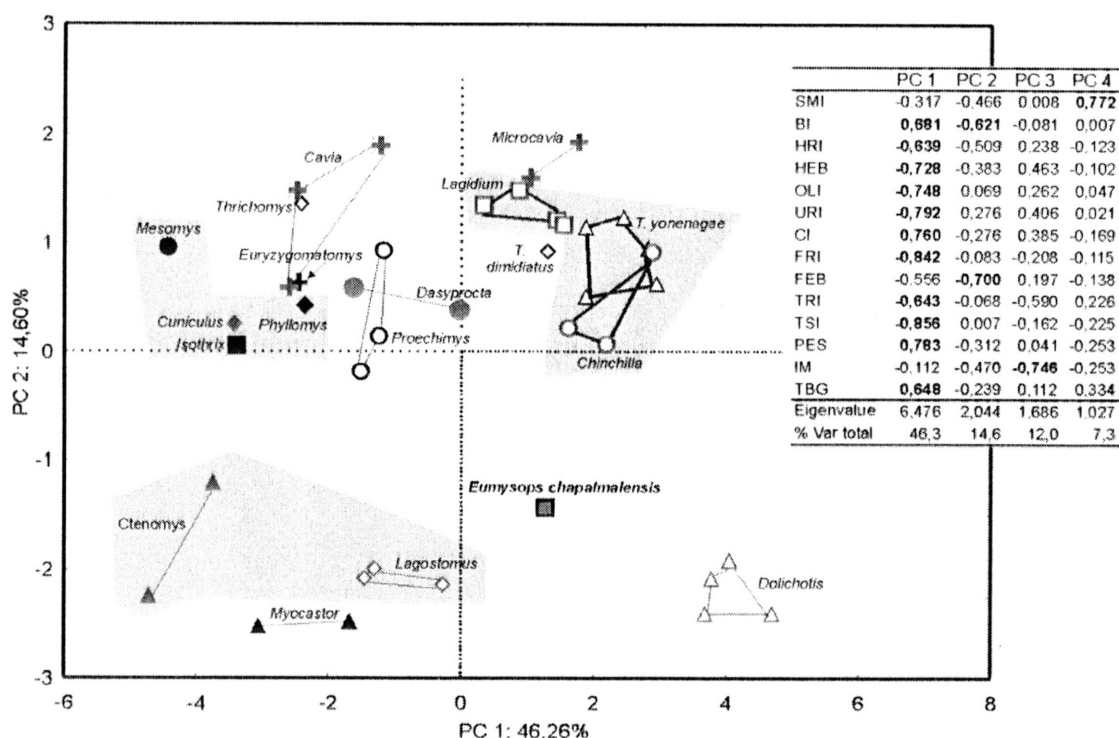 3
2
1
0
-1
-2
-3
-6
-4
-2
0
2
4
6
8
PC 2: 14,60%
PC 1: 46,26%
Cavia
Microcavia
Thrichomys
Lagidium
Mesomys
Euryzygomatomys
T. yonenagae
T.
dimidiatus
Dasyprocta
Cuniculus
Phyllomys
Isothrix
Proechimys
Chinchilla
Ctenomys
Eumysops chapalmalensis
Lagostomus
Dolichotis
Myocastor
PC 1 PC 2 PC 3 PC 4
SMI -0.317 -0,466 0.008 0,772
BI 0,681 -0,621 -0,081 0,007
HRI -0,639 -0,509 0,238 -0,123
HEB -0,728 -0,383 0,463 -0,102
OLI -0,748 0,069 0,262 0,047
URI -0,792 0,276 0,406 0,021
CI 0,760 -0,276 0,385 -0,169
FRI -0,842 -0,083 -0,208 -0,115
FEB -0,556 -0,700 0,197 -0,138
TRI -0,643 -0,068 -0,590 0,226
TSI -0,856 0,007 -0,162 -0,225
PES 0,783 -0,312 0,041 -0,253
IM -0,112 -0,470 -0,746 -0,253
TBG 0,648 -0,239 0,112 0,334
Eigenvalue 6,476 2,044 1,686 1,027
% Var total 46,3 14,6 12,0 7,3